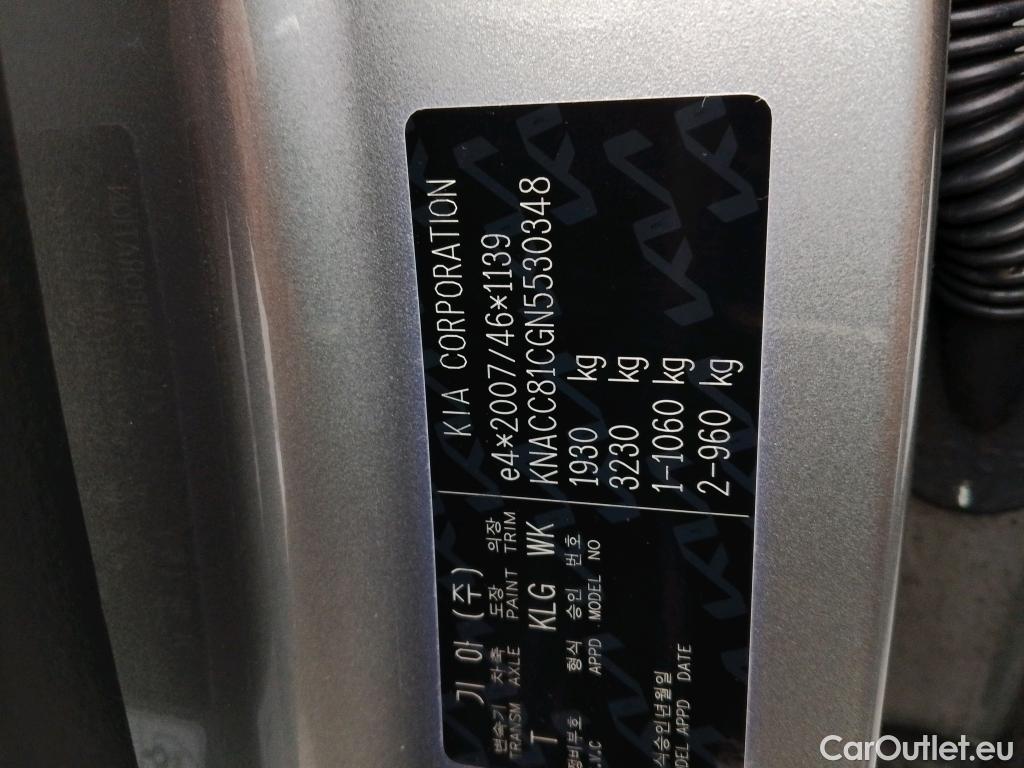 기아 (주)
KIA CORPORATION
변속기 차축 도장 의장
TRANSM AXLE PAINT TRIM
T KLG WK
e4*2007/46*1139
KNACC81CGN5530348
형식 승인 번호
APPD MODEL NO
1930 kg
3230 kg
1-1060 kg
2-960 kg
APPD DATE
CarOutlet.eu